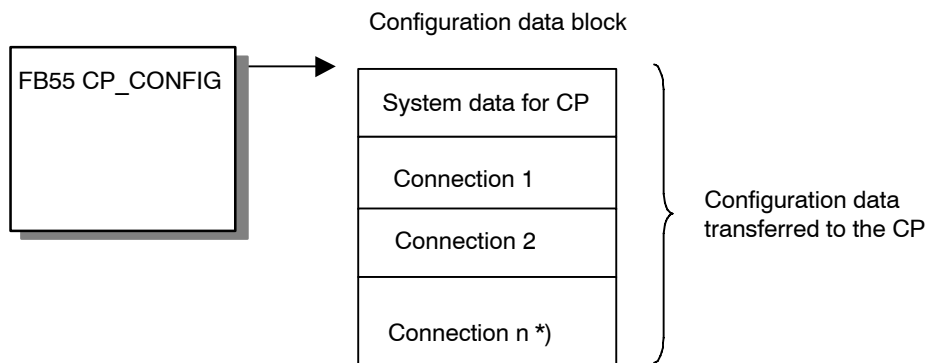 Configuration data block
FB55 CP_CONFIG
System data for CP
Connection 1
Connection 2
Connection n *)
Configuration data
transferred to the CP